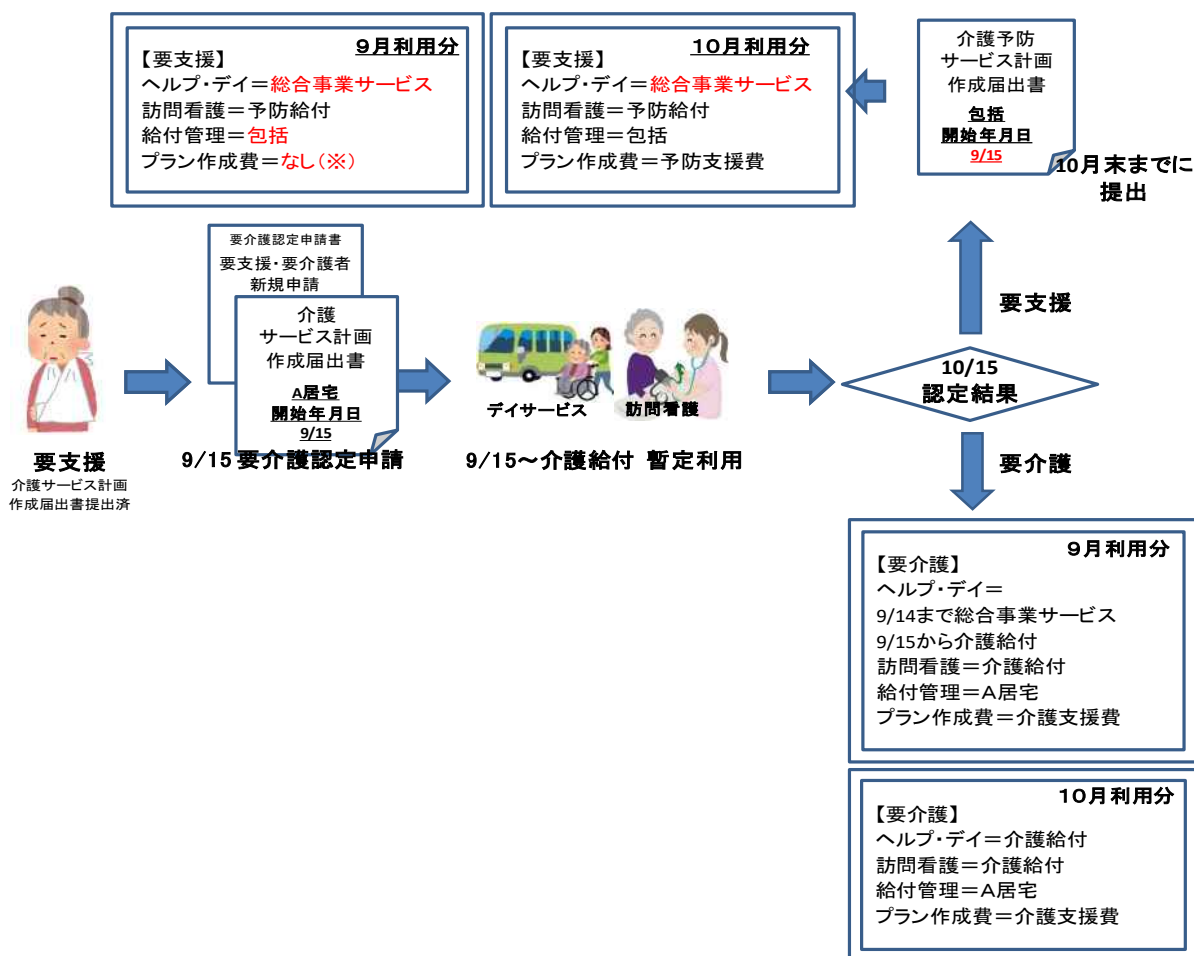 ９月利用分
【要支援】
ヘルプ・デイ＝総合事業サービス
訪問看護＝予防給付
給付管理＝包括
プラン作成費＝なし（※）
１０月利用分
【要支援】
ヘルプ・デイ＝総合事業サービス
訪問看護＝予防給付
給付管理＝包括
プラン作成費＝予防支援費
介護予防
サービス計画
作成届出書
包括
開始年月日
9/15
10月末までに
提出
要介護認定申請書
要支援・要介護者
新規申請
介護
サービス計画
作成届出書
A居宅
開始年月日
9/15
デイサービス
訪問看護
要支援
10/15
認定結果
要支援
介護サービス計画
作成届出書提出済
9/15 要介護認定申請
9/15～介護給付 暫定利用
要介護
９月利用分
【要介護】
ヘルプ・デイ＝
9/14まで総合事業サービス
9/15から介護給付
訪問看護＝介護給付
給付管理＝A居宅
プラン作成費＝介護支援費
１０月利用分
【要介護】
ヘルプ・デイ＝介護給付
訪問看護＝介護給付
給付管理＝A居宅
プラン作成費＝介護支援費